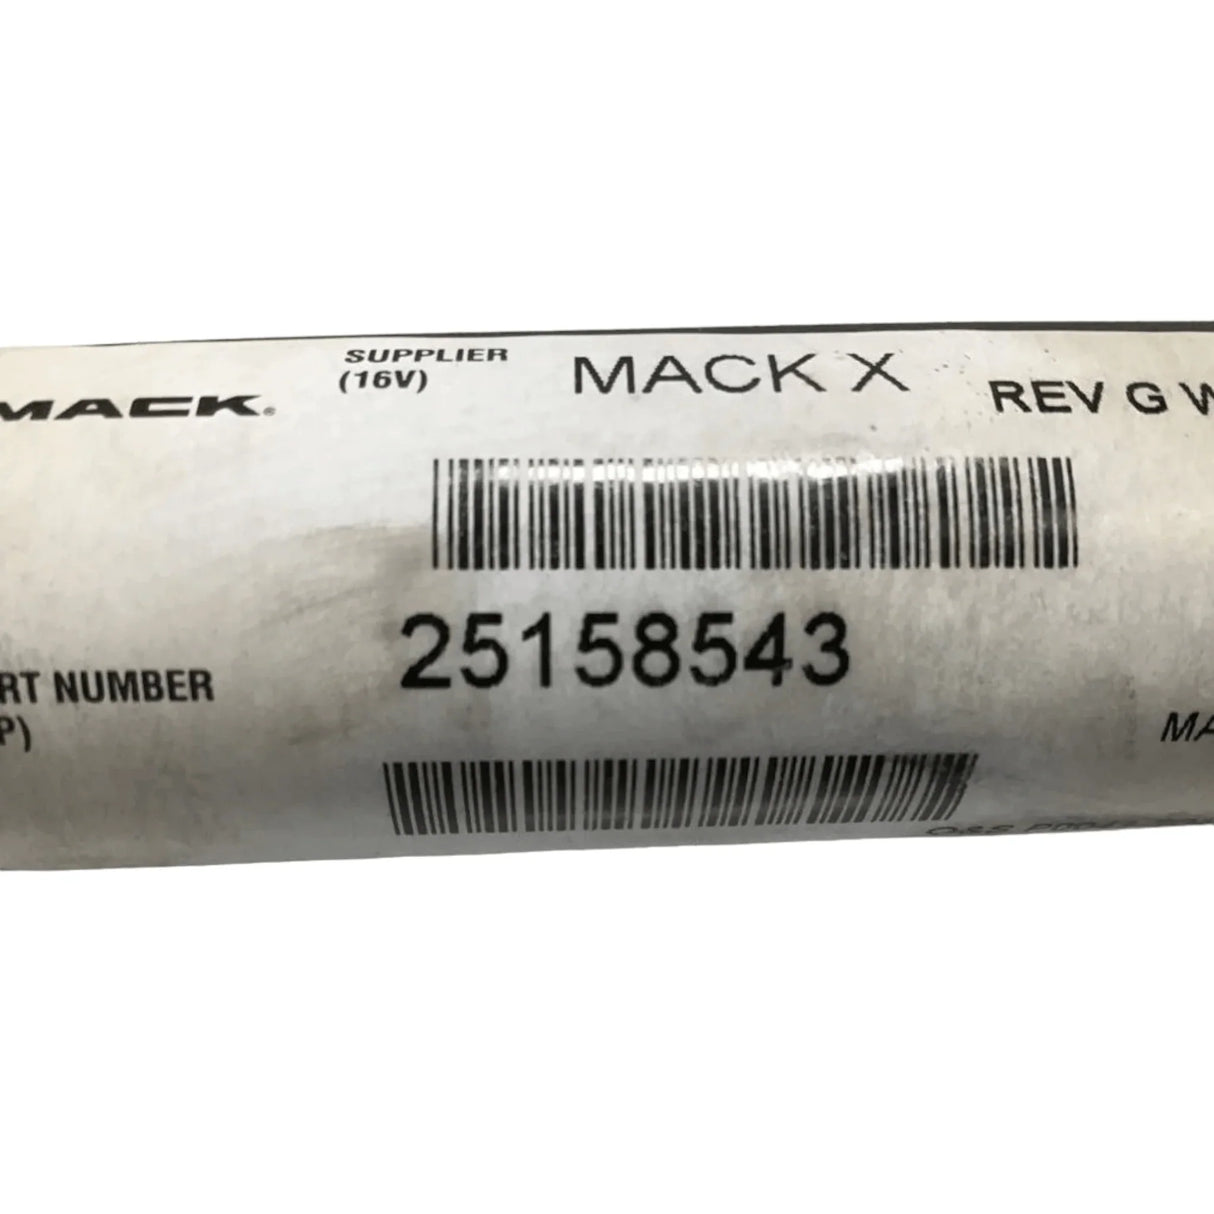 MACK®
SUPPLIER
(16V)
MACK X
REV G W
25158543
RT NUMBER
P)
MA